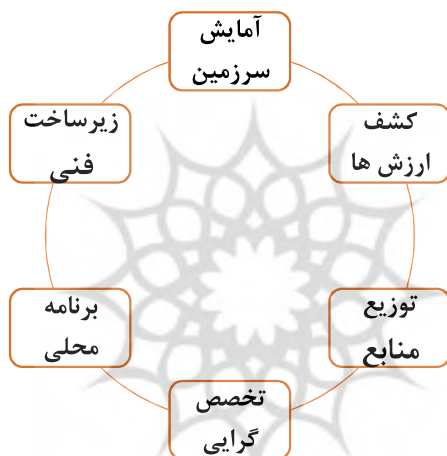 آمایش
سرزمین
کشف
ارزش ها
توزیع
منابع
تخصص
گرایی
برنامه
محلی
زیرساخت
فنی